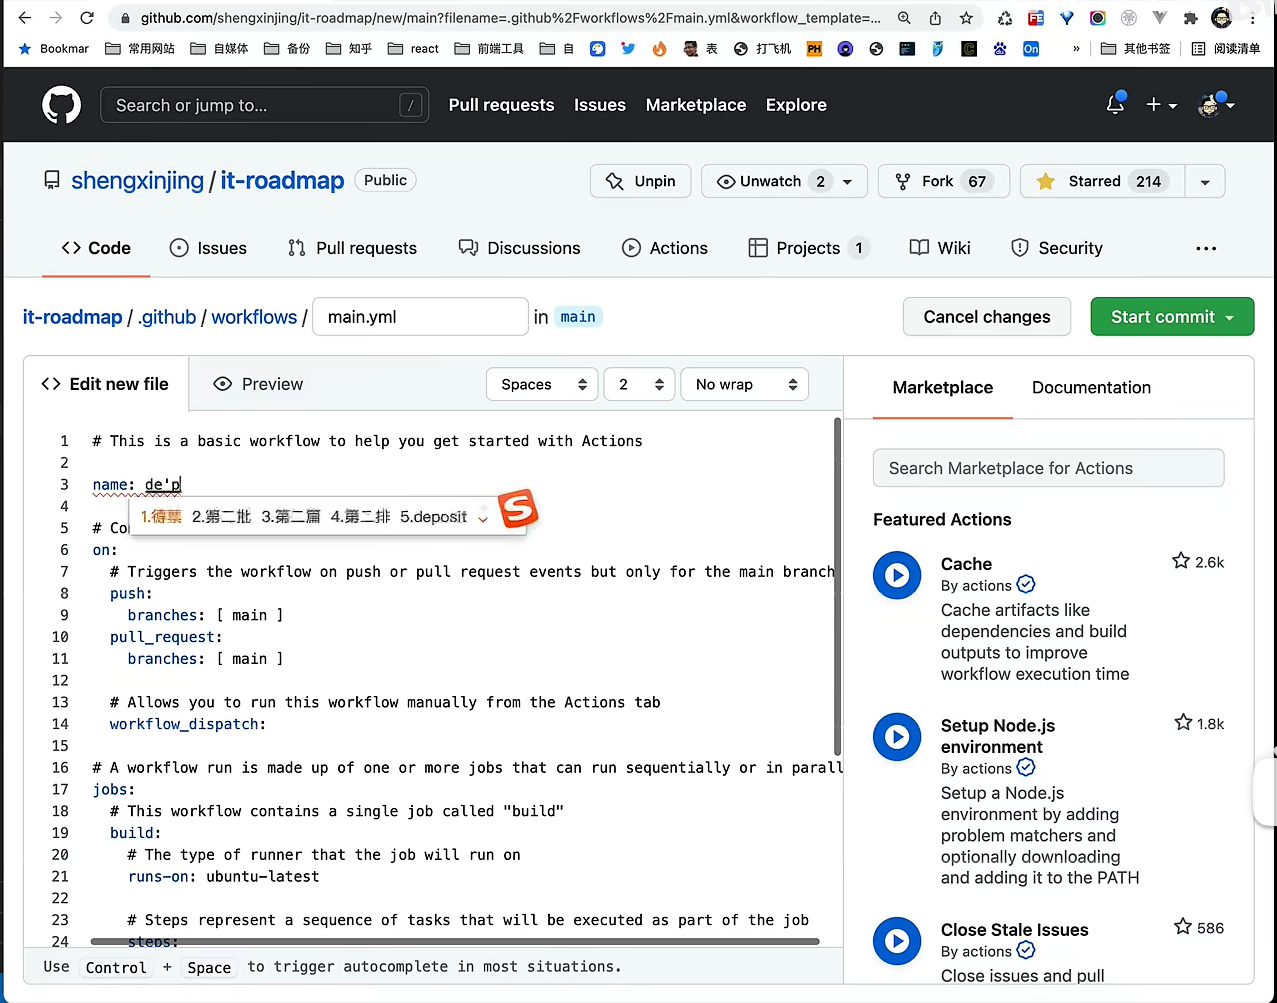 github.com/shengxinjing/it-roadmap/new/main?filename=.github%2Fworkflows%2Fmain.yml&workflow_template=...
Bookmar 常用网站 自媒体 备份 知乎 react 前端工具 自 表 打飞机 PH On » 其他书签 阅读清单
Search or jump to... / Pull requests Issues Marketplace Explore
shengxinjing / it-roadmap Public Unpin Unwatch 2 Fork 67 Starred 214
Code Issues Pull requests Discussions Actions Projects 1 Wiki Security ...
it-roadmap / .github / workflows / main.yml in main Cancel changes Start commit
Edit new file Preview Spaces 2 No wrap
Marketplace Documentation
1 # This is a basic workflow to help you get started with Actions
2
3 name: de'p
4
1.得票 2.第二批 3.第二篇 4.第二排 5.deposit
5 # Co
6 on:
7 # Triggers the workflow on push or pull request events but only for the main branch
8 push:
9 branches: [ main ]
10 pull_request:
11 branches: [ main ]
12
13 # Allows you to run this workflow manually from the Actions tab
14 workflow_dispatch:
15
16 # A workflow run is made up of one or more jobs that can run sequentially or in parall
17 jobs:
18 # This workflow contains a single job called "build"
19 build:
20 # The type of runner that the job will run on
21 runs-on: ubuntu-latest
22
23 # Steps represent a sequence of tasks that will be executed as part of the job
24 steps:
Use Control + Space to trigger autocomplete in most situations.
Search Marketplace for Actions
Featured Actions
Cache 2.6k
By actions
Cache artifacts like
dependencies and build
outputs to improve
workflow execution time
Setup Node.js 1.8k
environment
By actions
Setup a Node.js
environment by adding
problem matchers and
optionally downloading
and adding it to the PATH
Close Stale Issues 586
By actions
Close issues and pull